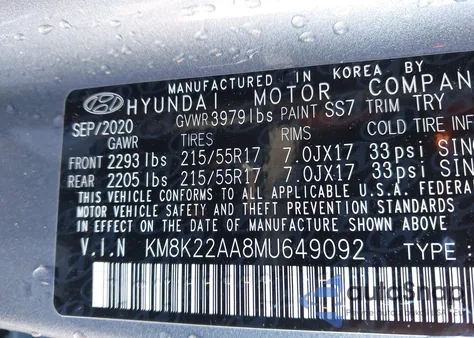 MANUFACTURED IN KOREA BY
HYUNDAI MOTOR COMPAN
SEP/2020 GVWR 3979 lbs PAINT SS7 TRIM TRY
GAWR TIRES RIMS COLD TIRE INF
FRONT 2293 lbs 215/55R17 7.0JX17 33psi SING
REAR 2205 lbs 215/55R17 7.0JX17 33psi SIN
THIS VEHICLE CONFORMS TO ALL APPLICABLE U.S.A. FEDERA
MOTOR VEHICLE SAFETY AND THEFT PREVENTION STANDARDS
IN EFFECT ON THE DATE OF MANUFACTURE SHOWN ABOVE.
V.I.N KM8K22AA8MU649092 TYPE :
autoshop